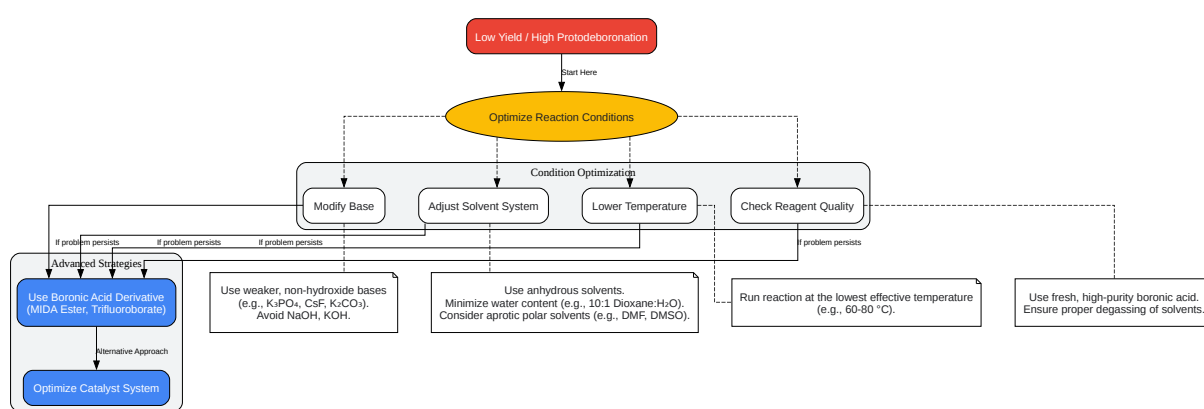 Low Yield / High Protodeboronation
Start Here
Optimize Reaction Conditions
Condition Optimization
Modify Base
Adjust Solvent System
Lower Temperature
Check Reagent Quality
If problem persists
If problem persists
If problem persists
If problem persists
Advanced Strategies
Use Boronic Acid Derivative
(MIDA Ester, Trifluoroborate)
Use weaker, non-hydroxide bases
(e.g., K₃PO₄, CsF, K₂CO₃).
Avoid NaOH, KOH.
Use anhydrous solvents.
Minimize water content (e.g., 10:1 Dioxane:H₂O).
Consider aprotic polar solvents (e.g., DMF, DMSO).
Run reaction at the lowest effective temperature
(e.g., 60-80 °C).
Use fresh, high-purity boronic acid.
Ensure proper degassing of solvents.
Alternative Approach
Optimize Catalyst System